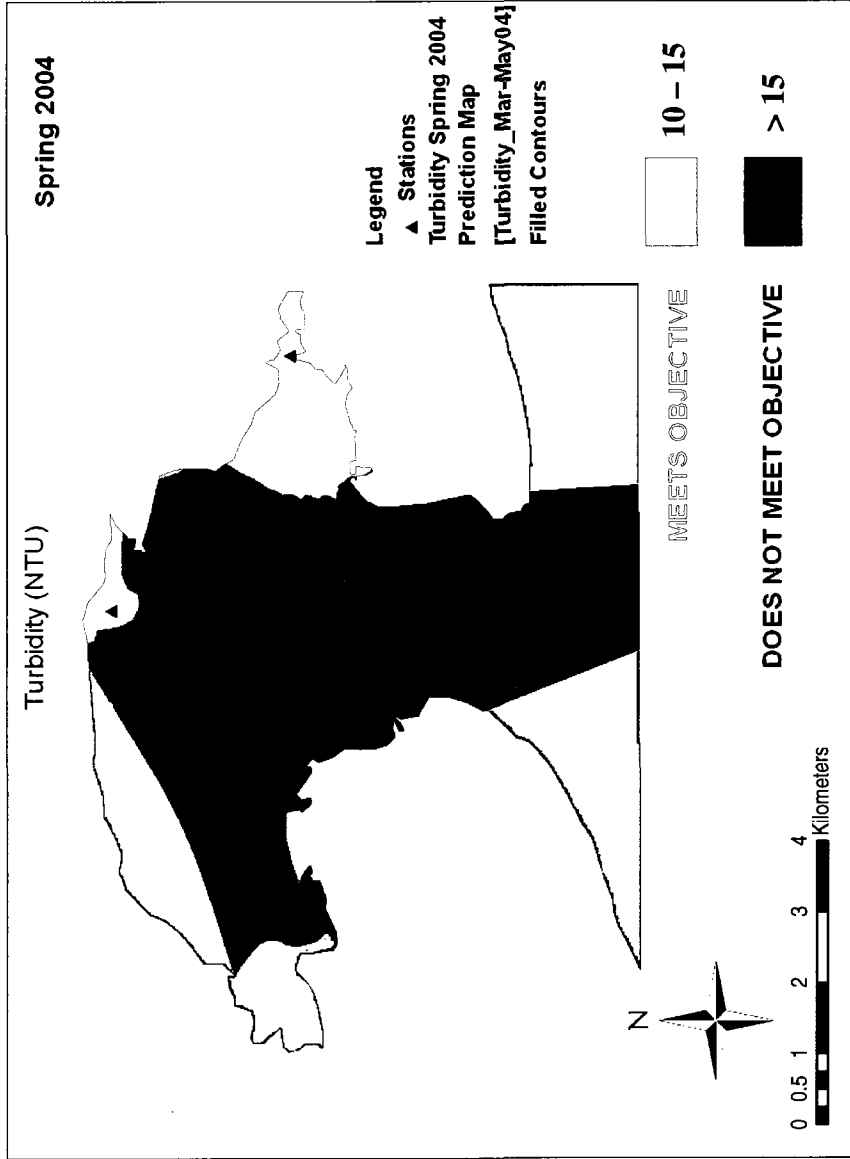 Turbidity (NTU)
Spring 2004
Legend
Stations
Turbidity Spring 2004
Prediction Map
[Turbidity_Mar-May04]
Filled Contours
MEETS OBJECTIVE
10 – 15
DOES NOT MEET OBJECTIVE
> 15
N
0 0.5 1 2 3 4
Kilometers